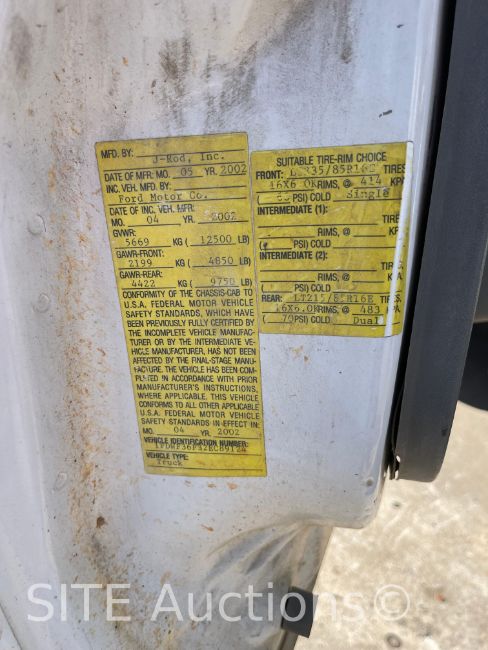 MFD. BY: J-Rod, Inc.
DATE OF MFR. MO. 05 YR. 2002
INC. VEH. MFD. BY:
Ford Motor Co.
DATE OF INC. VEH. MFR:
MO. 04 YR. 2002
GVWR:
5669 KG ( 12500 LB)
GAWR-FRONT:
2199 KG ( 4850 LB)
GAWR-REAR:
4422 KG ( 9750 LB)
CONFORMITY OF THE CHASSIS-CAB TO
U.S.A. FEDERAL MOTOR VEHICLE
SAFETY STANDARDS, WHICH HAVE
BEEN PREVIOUSLY FULLY CERTIFIED BY
THE INCOMPLETE VEHICLE MANUFAC-
TURER OR BY THE INTERMEDIATE VE-
HICLE MANUFACTURER, HAS NOT BEEN
AFFECTED BY THE FINAL-STAGE MANU-
FACTURE. THE VEHICLE HAS BEEN COM-
PLETED IN ACCORDANCE WITH PRIOR
MANUFACTURER'S INSTRUCTIONS,
WHERE APPLICABLE. THIS VEHICLE
CONFORMS TO ALL OTHER APPLICABLE
U.S.A. FEDERAL MOTOR VEHICLE
SAFETY STANDARDS IN EFFECT IN-
MO. 04 YR. 2002
VEHICLE IDENTIFICATION NUMBER:
VEHICLE TYPE:
Truck
SUITABLE TIRE-RIM CHOICE
FRONT: TIRES
16X6.0K RIMS, @ 414 KP
PSI) COLD Single
INTERMEDIATE (1):
TIRE
RIMS, @ KP
( PSI) COLD
INTERMEDIATE (2):
TIRE
RIMS, @ KPA
( PSI) COLD
REAR: LT215/85R16E TIRES.
16X6.0K RIMS, @ 483 KPA
( 70 PSI) COLD Dual
SITE Auctions®